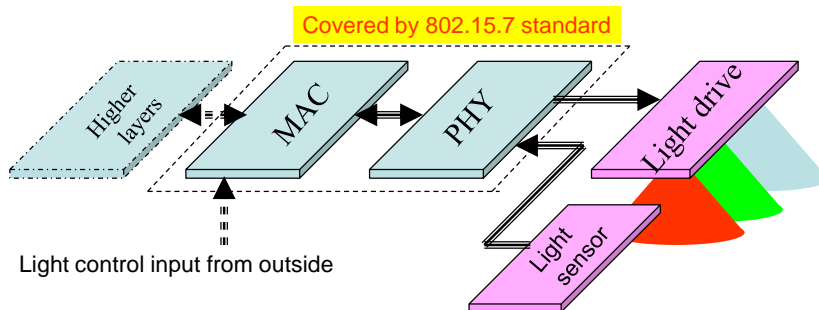 Covered by 802.15.7 standard
Higher
layers
MAC
PHY
Light drive
Light
sensor
Light control input from outside